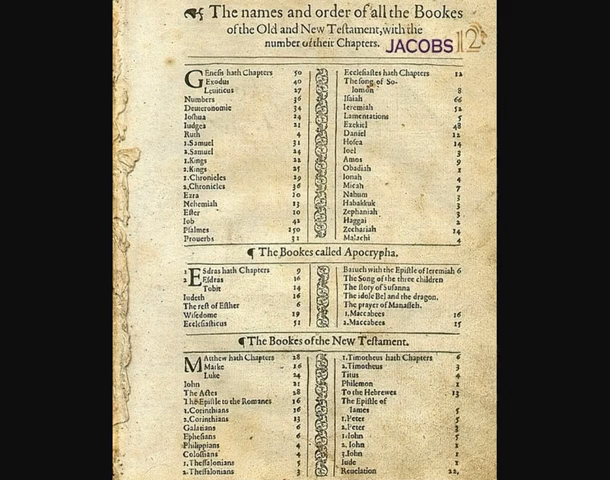 The names and order of all the Bookes
of the Old and New Testament, with the
number of their Chapters.
JACOBS 12
GEnesis hath Chapters 50
Exodus 40
Leuiticus 27
Numbers 36
Deuteronomie 34
Ioshua 24
Iudges 21
Ruth 4
1.Samuel 31
2.Samuel 24
1.Kings 22
2.Kings 25
1.Chronicles 29
2.Chronicles 36
Ezra 10
Nehemiah 13
Ester 10
Iob 42
Psalmes 150
Prouerbs 31
Ecclesiastes hath Chapters 12
The song of So-
lomon 8
Isaiah 66
Ieremiah 52
Lamentations 5
Ezekiel 48
Daniel 12
Hosea 14
Ioel 3
Amos 9
Obadiah 1
Ionah 4
Micah 7
Nahum 3
Habakkuk 3
Zephaniah 3
Haggai 2
Zechariah 14
Malachi 4
¶ The Bookes called Apocrypha.
1 ESdras hath Chapters 9
2 Esdras 16
Tobit 14
Iudeth 16
The rest of Esther 6
Wisedome 19
Ecclesiasticus 51
Baruch with the Epistle of Ieremiah 6
The Song of the three children
The story of Susanna
The idole Bel and the dragon.
The prayer of Manasseh.
1.Maccabees 16
2.Maccabees 15
¶ The Bookes of the New Testament.
MAtthew hath Chapters 28
Marke 16
Luke 24
Iohn 21
The Actes 28
The Epistle to the Romanes 16
1.Corinthians 16
2.Corinthians 13
Galatians 6
Ephesians 6
Philippians 4
Colossians 4
1.Thessalonians 5
2.Thessalonians 3
1.Timotheus hath Chapters 6
2.Timotheus 3
Titus 4
Philemon 1
To the Hebrewes 13
The Epistle of
Iames 5
1.Peter 5
2.Peter 3
1.Iohn 5
2.Iohn 1
3.Iohn 1
Iude 1
Reuelation 22.